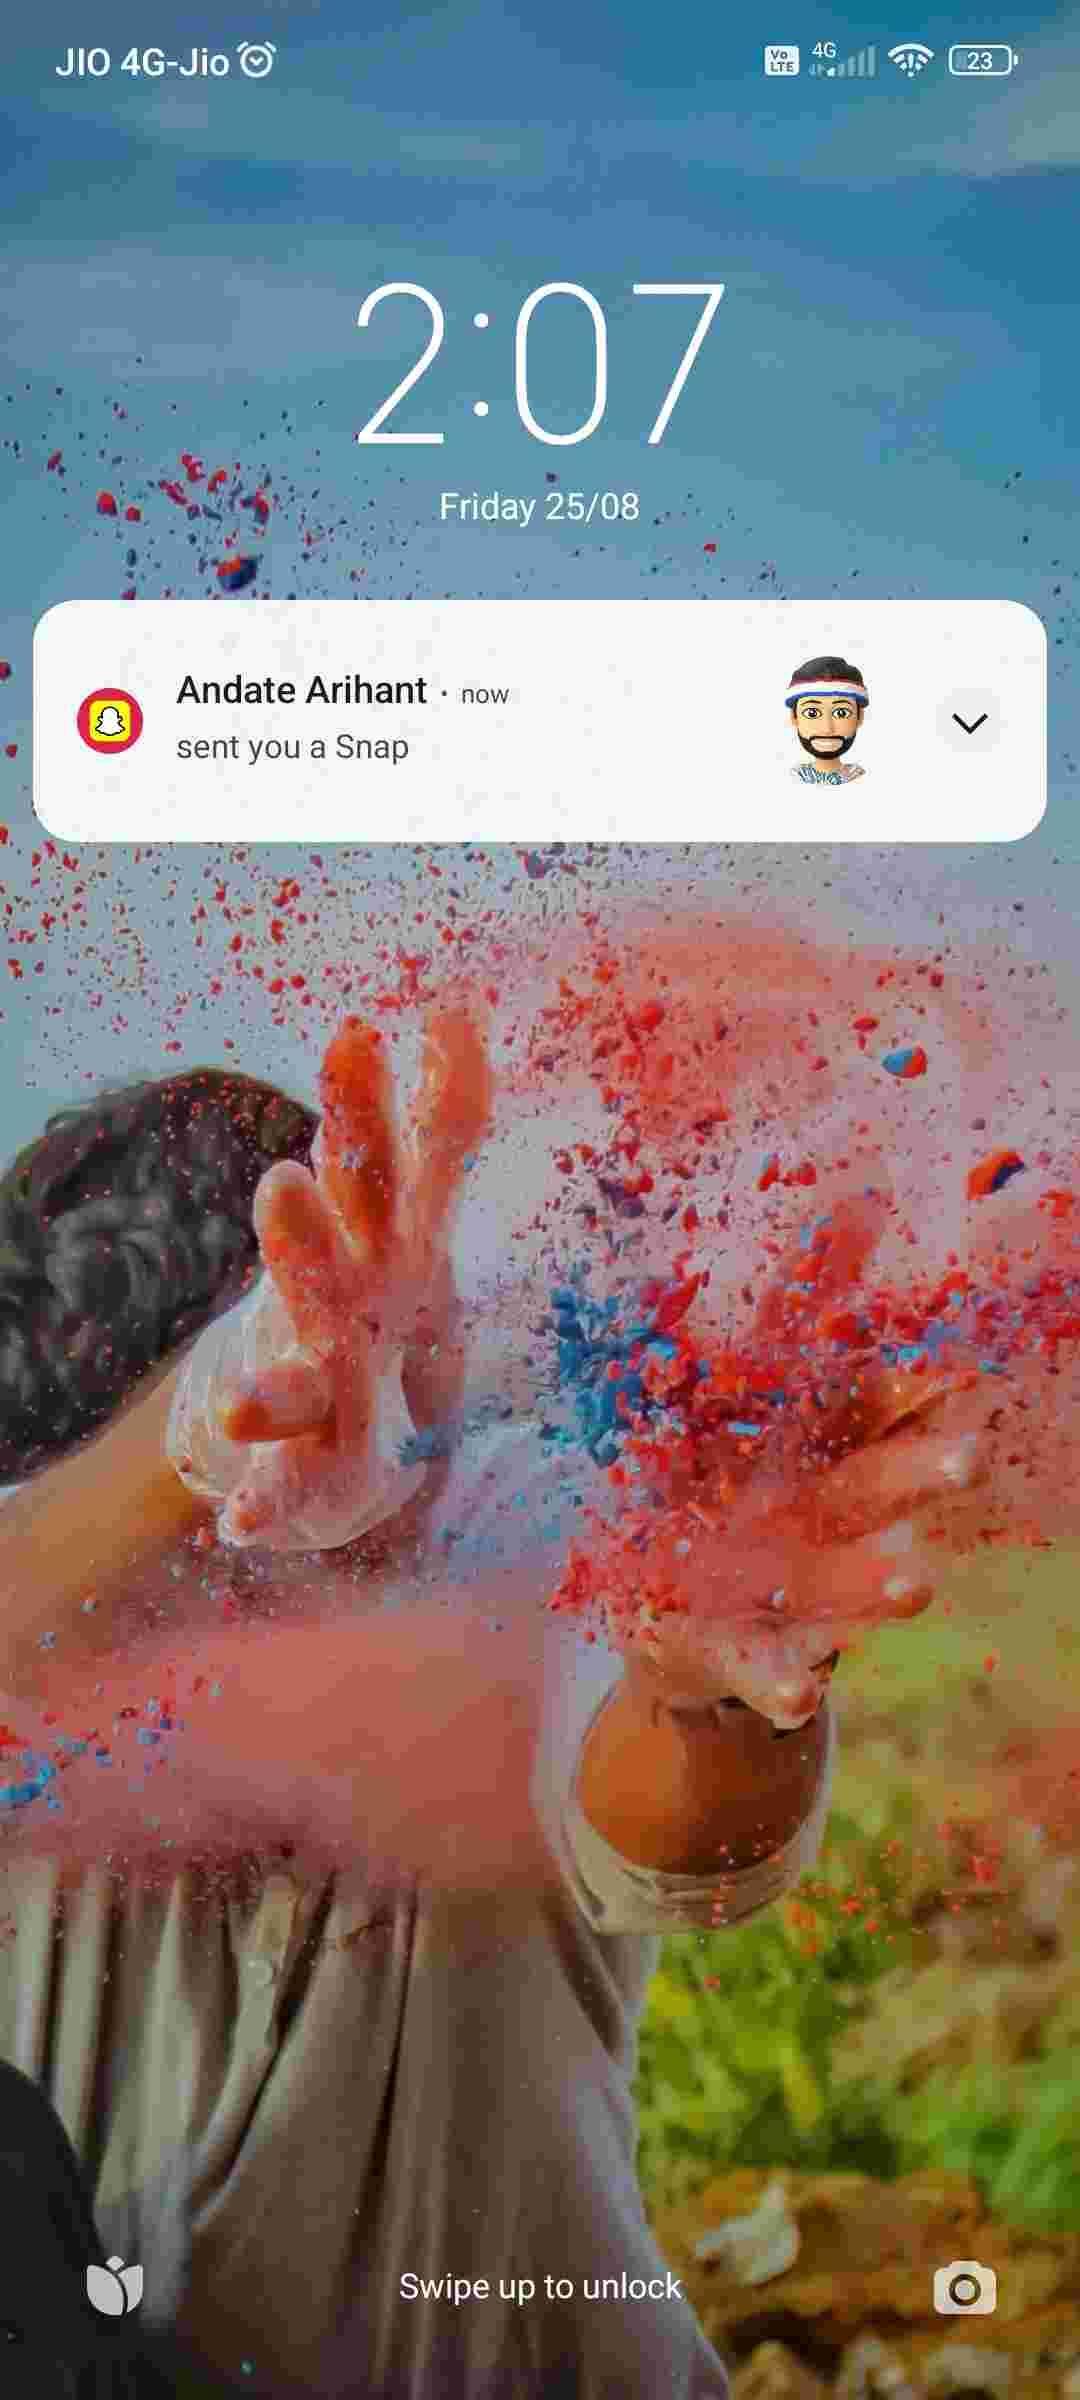 JIO 4G-Jio
Vo LTE 4G 23
2:07
Friday 25/08
Andate Arihant · now
sent you a Snap
Swipe up to unlock